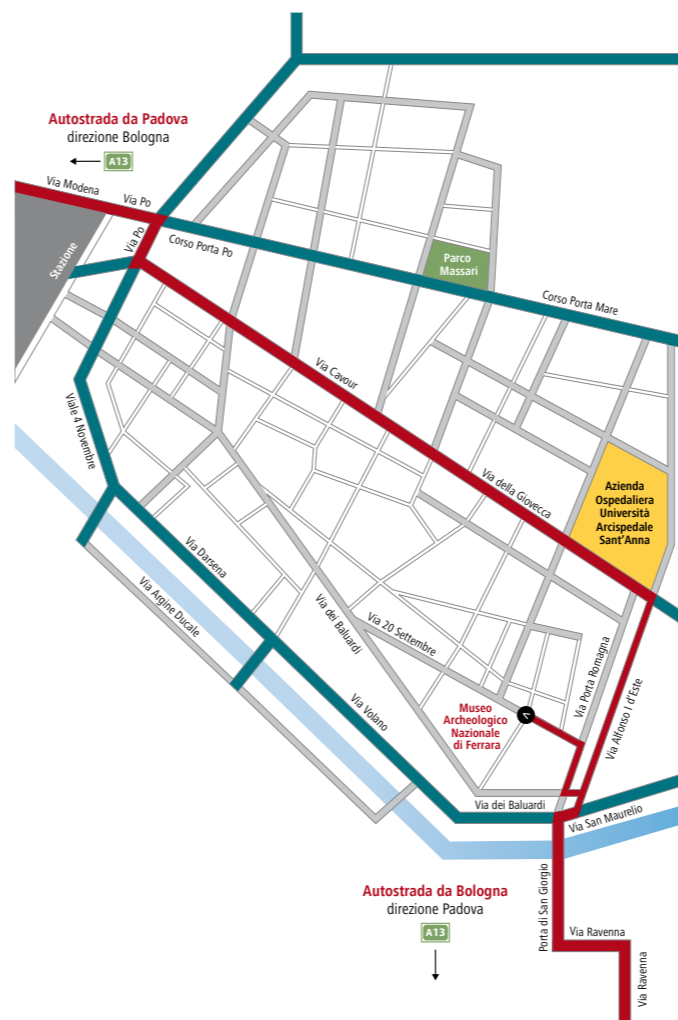 Autostrada da Padova
direzione Bologna
A13
Via Modena
Via Po
Via Po
Stazione
Corso Porta Po
Parco
Massari
Corso Porta Mare
Via Cavour
Viale 4 Novembre
Via della Giovecca
Azienda
Ospedaliera
Università
Arcispedale
Sant'Anna
Via Darsena
Via Argine Ducale
Via dei Baluardi
Via 20 Settembre
Via Porta Romagna
Via Alfonso I d'Este
Museo
Archeologico
Nazionale
di Ferrara
Via Volano
Via dei Baluardi
Via San Maurelio
Autostrada da Bologna
direzione Padova
A13
Porta di San Giorgio
Via Ravenna
Via Ravenna